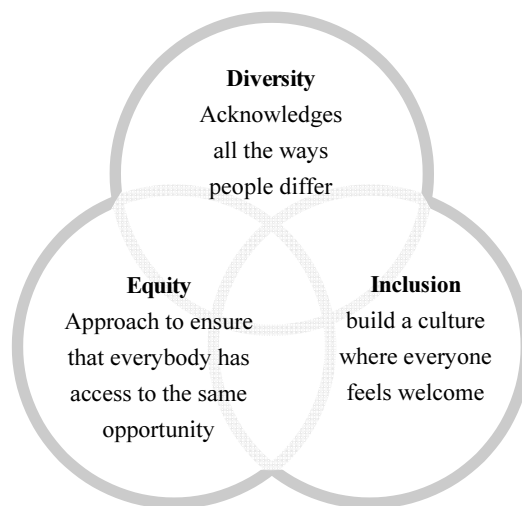 Diversity
Acknowledges
all the ways
people differ
Equity
Approach to ensure
that everybody has
access to the same
opportunity
Inclusion
build a culture
where everyone
feels welcome